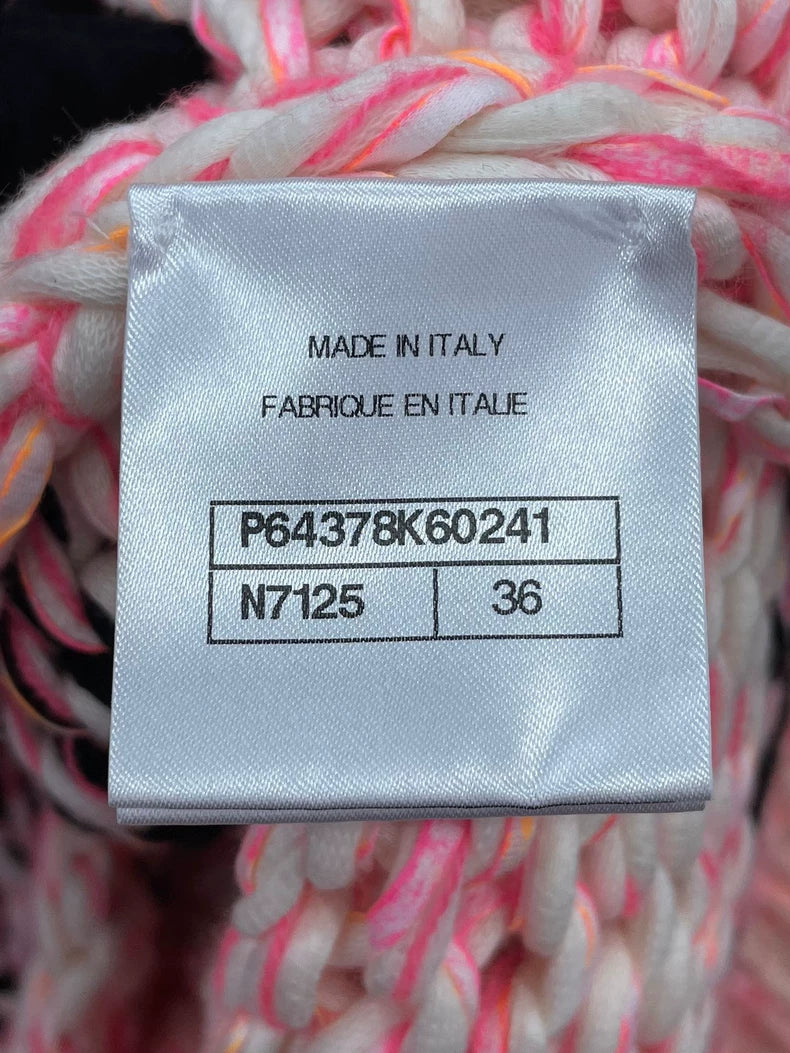 MADE IN ITALY
FABRIQUE EN ITALIE
P64378K60241
N7125 36